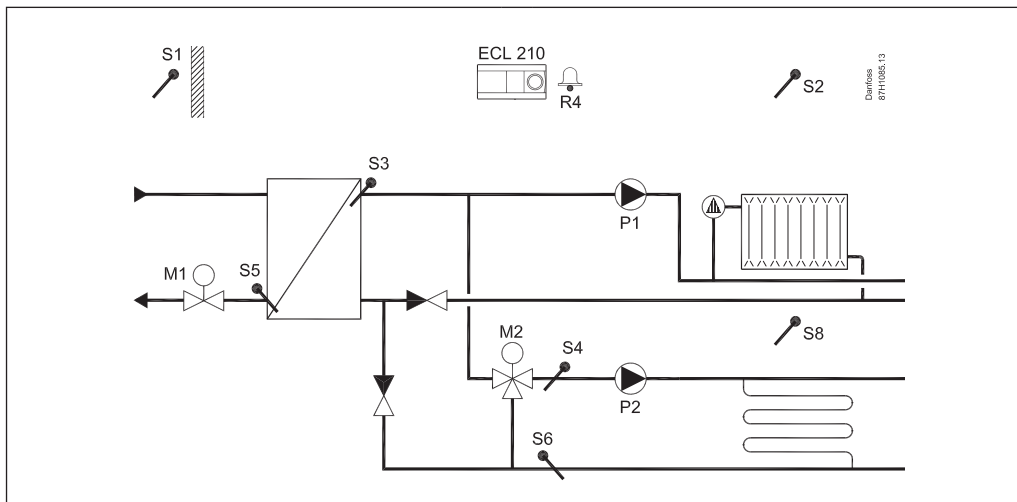 S1
ECL 210
R4
S2
Danfoss
87H1085.13
S3
P1
M1
S5
S8
M2
S4
P2
S6